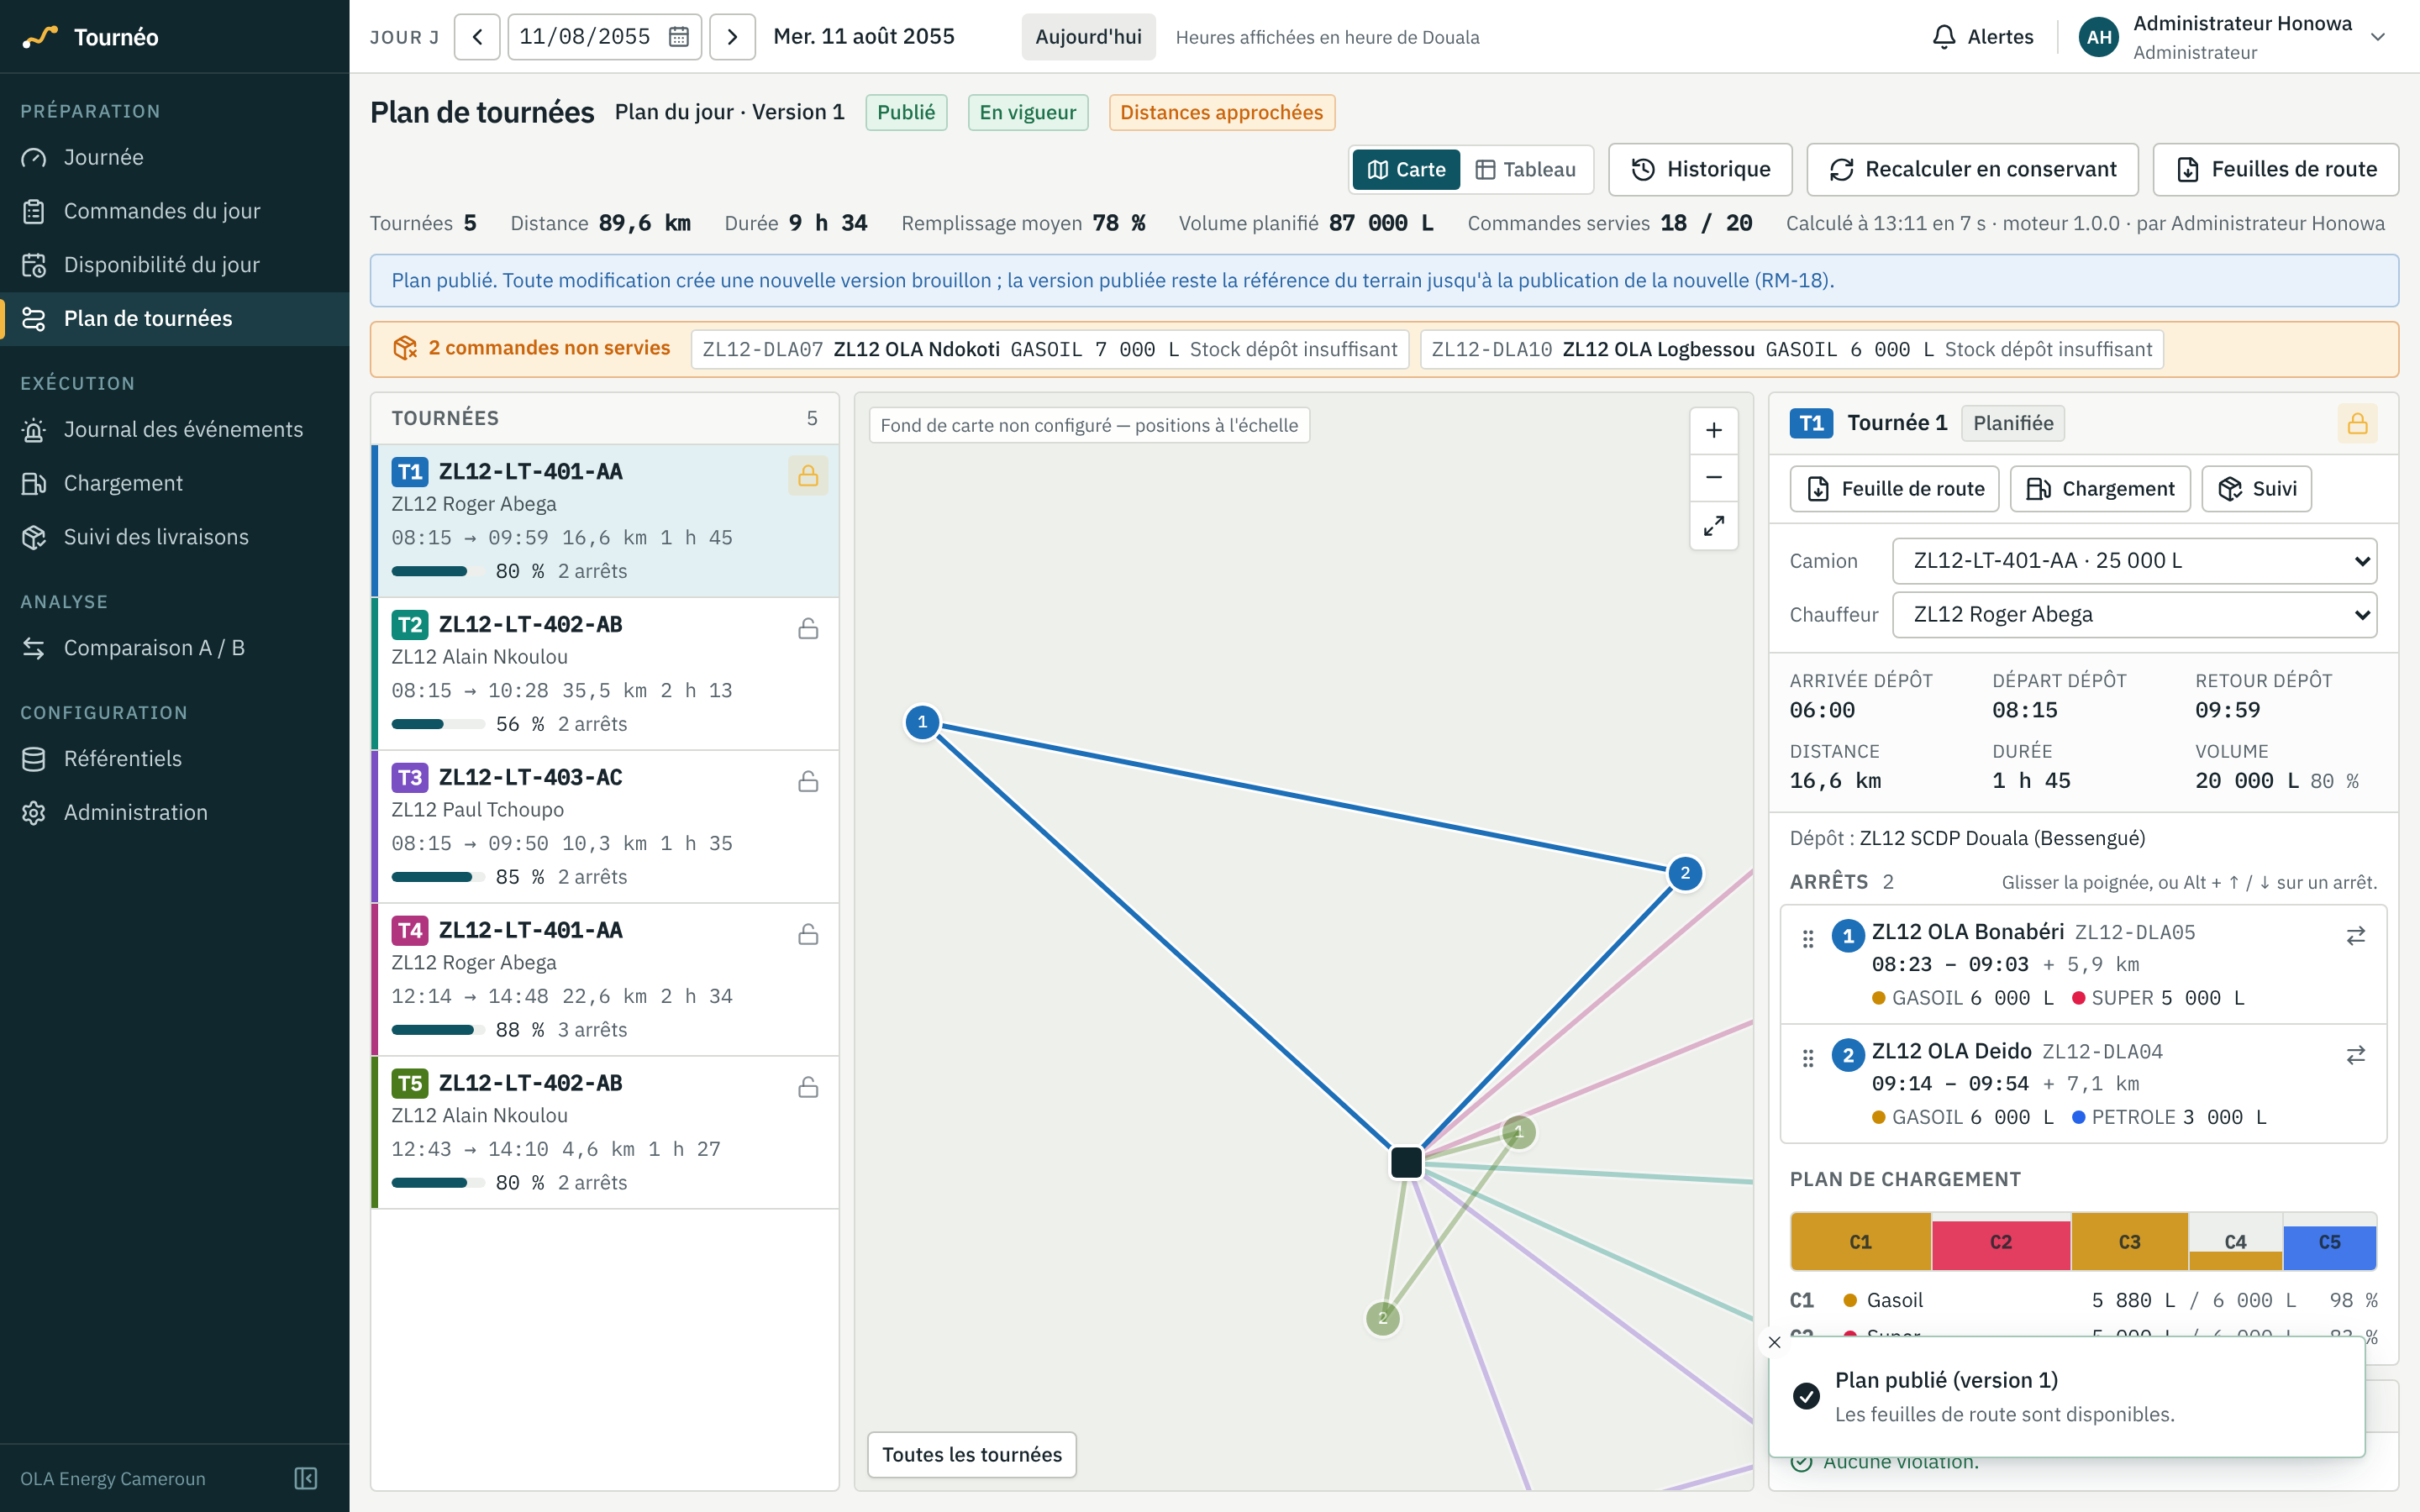 Tournéo
JOUR J
11/08/2055
Mer. 11 août 2055
Aujourd'hui
Heures affichées en heure de Douala
Alertes
AH
Administrateur Honowa
Administrateur
PRÉPARATION
Journée
Commandes du jour
Disponibilité du jour
Plan de tournées
EXÉCUTION
Journal des événements
Chargement
Suivi des livraisons
ANALYSE
Comparaison A / B
CONFIGURATION
Référentiels
Administration
OLA Energy Cameroun
Plan de tournées
Plan du jour · Version 1
Publié
En vigueur
Distances approchées
Carte
Tableau
Historique
Recalculer en conservant
Feuilles de route
Tournées 5
Distance 89,6 km
Durée 9 h 34
Remplissage moyen 78 %
Volume planifié 87 000 L
Commandes servies 18 / 20
Calculé à 13:11 en 7 s · moteur 1.0.0 · par Administrateur Honowa
Plan publié. Toute modification crée une nouvelle version brouillon ; la version publiée reste la référence du terrain jusqu'à la publication de la nouvelle (RM-18).
2 commandes non servies
ZL12-DLA07 ZL12 OLA Ndokoti GASOIL 7 000 L Stock dépôt insuffisant
ZL12-DLA10 ZL12 OLA Logbessou GASOIL 6 000 L Stock dépôt insuffisant
TOURNÉES 5
T1 ZL12-LT-401-AA
ZL12 Roger Abega
08:15 → 09:59 16,6 km 1 h 45
80 % 2 arrêts
T2 ZL12-LT-402-AB
ZL12 Alain Nkoulou
08:15 → 10:28 35,5 km 2 h 13
56 % 2 arrêts
T3 ZL12-LT-403-AC
ZL12 Paul Tchoupo
08:15 → 09:50 10,3 km 1 h 35
85 % 2 arrêts
T4 ZL12-LT-401-AA
ZL12 Roger Abega
12:14 → 14:48 22,6 km 2 h 34
88 % 3 arrêts
T5 ZL12-LT-402-AB
ZL12 Alain Nkoulou
12:43 → 14:10 4,6 km 1 h 27
80 % 2 arrêts
Fond de carte non configuré — positions à l'échelle
+
−
1
2
1
2
Toutes les tournées
T1 Tournée 1 Planifiée
Feuille de route
Chargement
Suivi
Camion ZL12-LT-401-AA · 25 000 L
Chauffeur ZL12 Roger Abega
ARRIVÉE DÉPÔT DÉPART DÉPÔT RETOUR DÉPÔT
06:00 08:15 09:59
DISTANCE DURÉE VOLUME
16,6 km 1 h 45 20 000 L 80 %
Dépôt : ZL12 SCDP Douala (Bessengué)
ARRÊTS 2 Glisser la poignée, ou Alt + ↑ / ↓ sur un arrêt.
1 ZL12 OLA Bonabéri ZL12-DLA05
08:23 – 09:03 + 5,9 km
GASOIL 6 000 L SUPER 5 000 L
2 ZL12 OLA Deido ZL12-DLA04
09:14 – 09:54 + 7,1 km
GASOIL 6 000 L PETROLE 3 000 L
PLAN DE CHARGEMENT
C1 C2 C3 C4 C5
C1 Gasoil 5 880 L / 6 000 L 98 %
Plan publié (version 1)
Les feuilles de route sont disponibles.
Aucune violation.